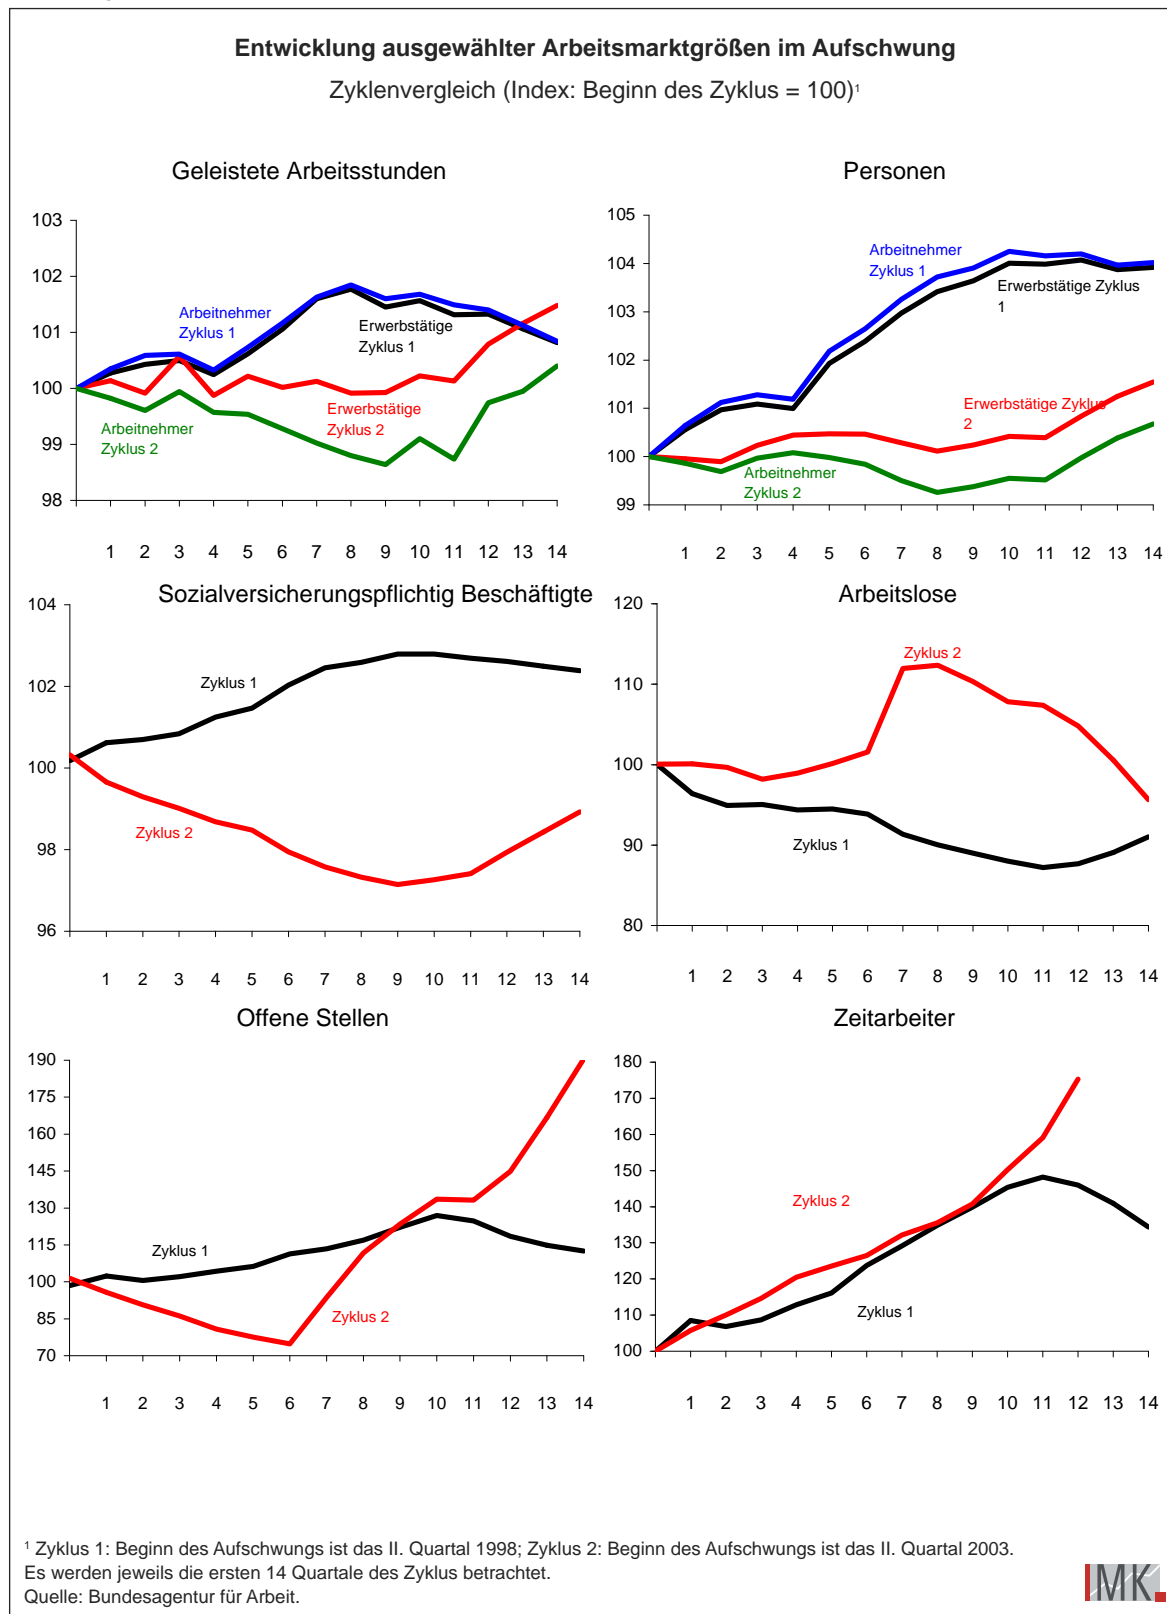 Entwicklung ausgewählter Arbeitsmarktgrößen im Aufschwung
Zyklenvergleich (Index: Beginn des Zyklus = 100)¹
Geleistete Arbeitsstunden
103
102
101
100
99
98
Arbeitnehmer
Zyklus 1
Erwerbstätige
Zyklus 1
Erwerbstätige
Zyklus 2
Arbeitnehmer
Zyklus 2
1 2 3 4 5 6 7 8 9 10 11 12 13 14
Personen
105
104
103
102
101
100
99
Arbeitnehmer
Zyklus 1
Erwerbstätige Zyklus
1
Erwerbstätige Zyklus
2
Arbeitnehmer
Zyklus 2
1 2 3 4 5 6 7 8 9 10 11 12 13 14
Sozialversicherungspflichtig Beschäftigte
104
102
100
98
96
Zyklus 1
Zyklus 2
1 2 3 4 5 6 7 8 9 10 11 12 13 14
Arbeitslose
120
110
100
90
80
Zyklus 2
Zyklus 1
1 2 3 4 5 6 7 8 9 10 11 12 13 14
Offene Stellen
190
175
160
145
130
115
100
85
70
Zyklus 1
Zyklus 2
1 2 3 4 5 6 7 8 9 10 11 12 13 14
Zeitarbeiter
180
170
160
150
140
130
120
110
100
Zyklus 2
Zyklus 1
1 2 3 4 5 6 7 8 9 10 11 12 13 14
¹ Zyklus 1: Beginn des Aufschwungs ist das II. Quartal 1998; Zyklus 2: Beginn des Aufschwungs ist das II. Quartal 2003.
Es werden jeweils die ersten 14 Quartale des Zyklus betrachtet.
Quelle: Bundesagentur für Arbeit.
IMK